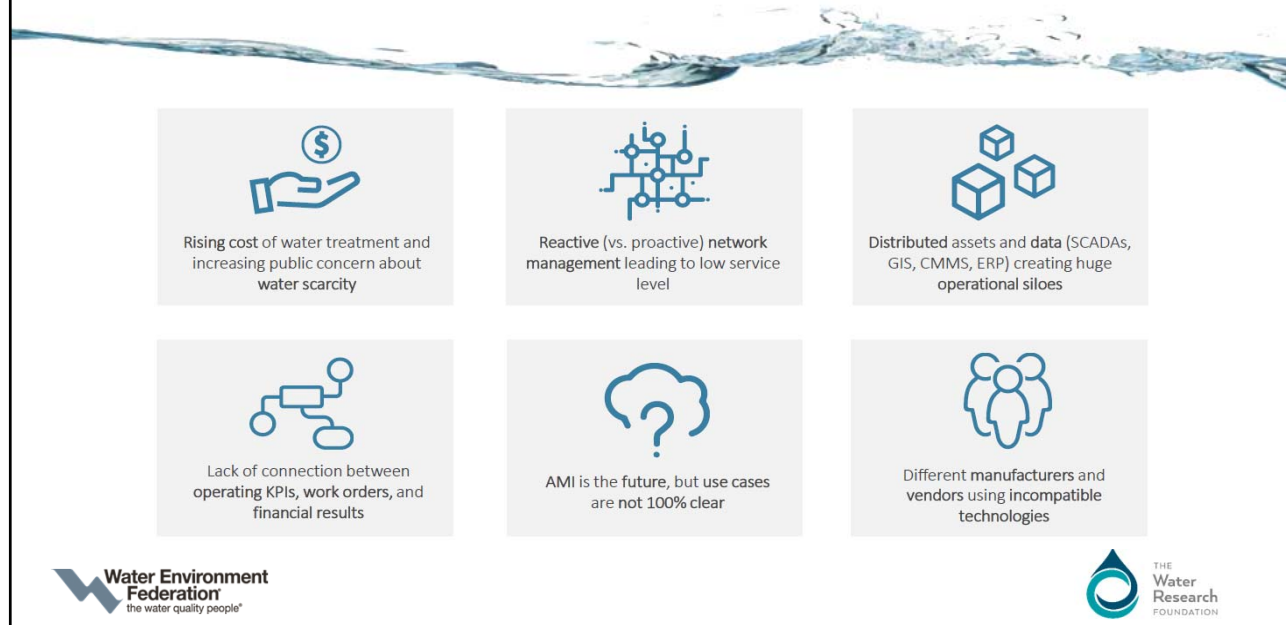 $
Rising cost of water treatment and
increasing public concern about
water scarcity
Reactive (vs. proactive) network
management leading to low service
level
Distributed assets and data (SCADAs,
GIS, CMMS, ERP) creating huge
operational siloes
Lack of connection between
operating KPIs, work orders, and
financial results
?
AMI is the future, but use cases
are not 100% clear
Different manufacturers and
vendors using incompatible
technologies
Water Environment
Federation
the water quality people®
THE
Water
Research
FOUNDATION